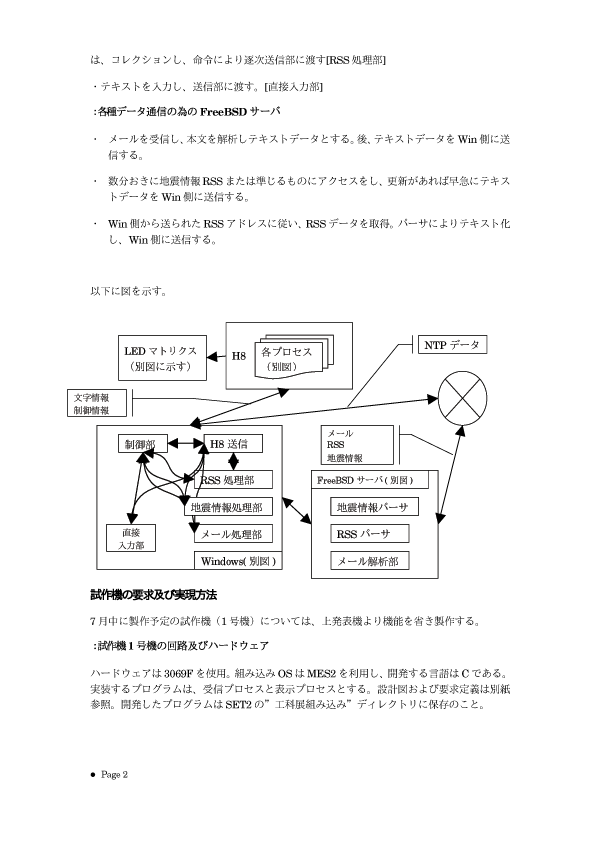 は、コレクションし、命令により逐次送信部に渡す[RSS 処理部]
・テキストを入力し、送信部に渡す。[直接入力部]
:各種データ通信の為の FreeBSD サーバ
・ メールを受信し、本文を解析しテキストデータとする。後、テキストデータを Win 側に送
信する。
・ 数分おきに地震情報 RSS または準じるものにアクセスをし、更新があれば早急にテキス
トデータを Win 側に送信する。
・ Win 側から送られた RSS アドレスに従い、RSS データを取得。パーサによりテキスト化
し、Win 側に送信する。
以下に図を示す。
LED マトリクス
（別図に示す）
H8
各プロセス
（別図）
NTP データ
文字情報
制御情報
メール
RSS
地震情報
制御部
H8 送信
RSS 処理部
地震情報処理部
メール処理部
直接
入力部
Windows( 別図 )
FreeBSD サーバ ( 別図 )
地震情報パーサ
RSS パーサ
メール解析部
試作機の要求及び実現方法
7 月中に製作予定の試作機（1 号機）については、上発表機より機能を省き製作する。
:試作機 1 号機の回路及びハードウェア
ハードウェアは 3069F を使用。組み込み OS は MES2 を利用し、開発する言語は C である。
実装するプログラムは、受信プロセスと表示プロセスとする。設計図および要求定義は別紙
参照。開発したプログラムは SET2 の”工科展組み込み”ディレクトリに保存のこと。
● Page 2